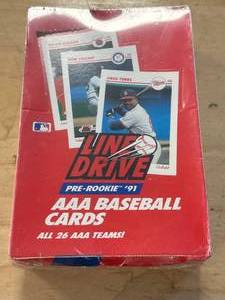 LINE
DRIVE
PRE-ROOKIE '91
AAA BASEBALL
CARDS
ALL 26 AAA TEAMS!